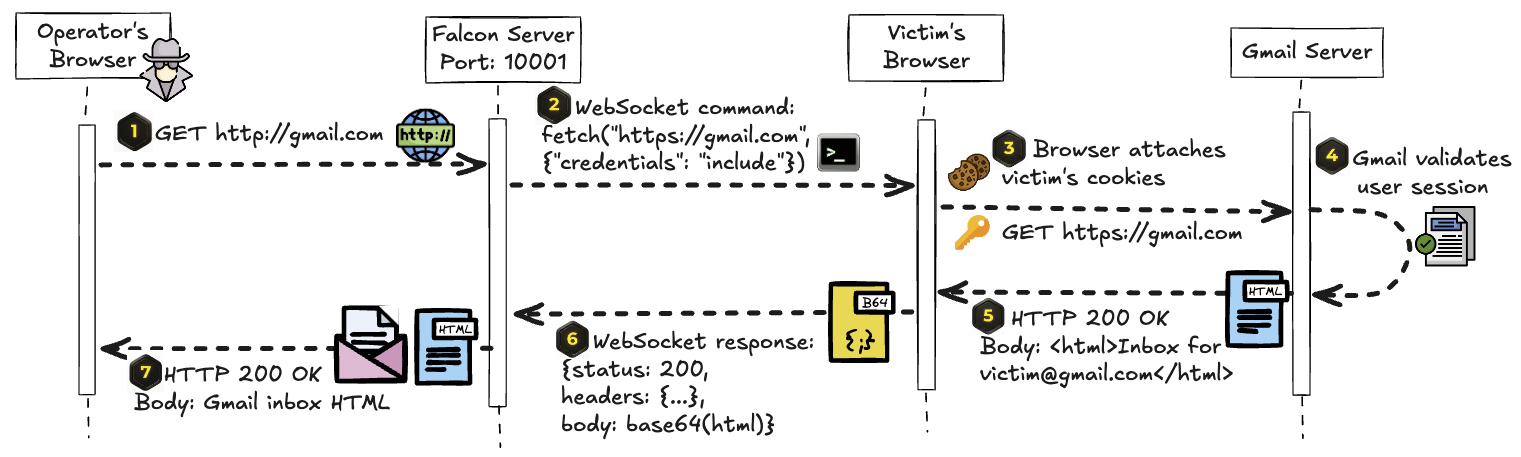 Operator's
Browser
Falcon Server
Port: 10001
Victim's
Browser
Gmail Server
1 GET http://gmail.com
http://
2 WebSocket command:
fetch("https://gmail.com",
{"credentials": "include"})
>_
3 Browser attaches
victim's cookies
GET https://gmail.com
4 Gmail validates
user session
HTML
5 HTTP 200 OK
Body: <html>Inbox for
victim@gmail.com</html>
B64
{;}
6 WebSocket response:
{status: 200,
headers: {...},
body: base64(html)}
HTML
7 HTTP 200 OK
Body: Gmail inbox HTML